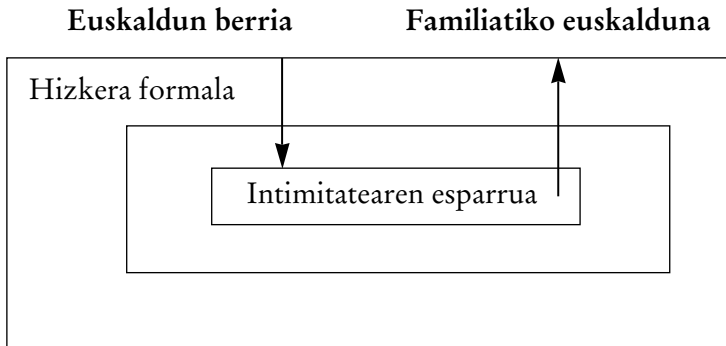 Euskaldun berria
Familiatiko euskalduna
Hizkera formala
Intimitatearen esparrua